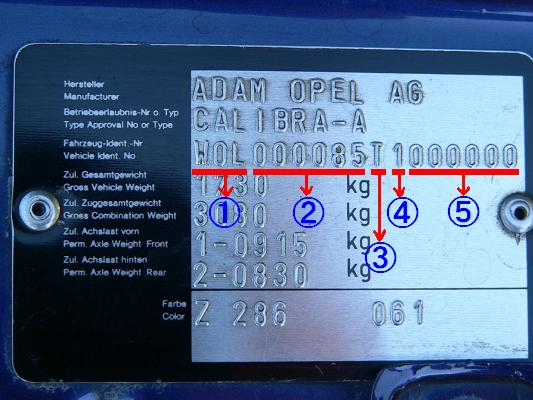 Hersteller
Manufacturer
ADAM OPEL AG
Betriebserlaubnis-Nr o. Typ
Type Approval No or Type
CALIBRA-A
Fahrzeug-Ident.-Nr
Vehicle Ident. No
W0L000085T1000000
Zul. Gesamtgewicht
Gross Vehicle Weight
1730 kg
Zul. Zuggesamtgewicht
Gross Combination Weight
kg
Zul. Achslast vorn
Perm. Axle Weight Front
1-0915 kg
Zul. Achslast hinten
Perm. Axle Weight Rear
2-0830 kg
Farbe
Color
Z 286 061
① ② ③ ④ ⑤